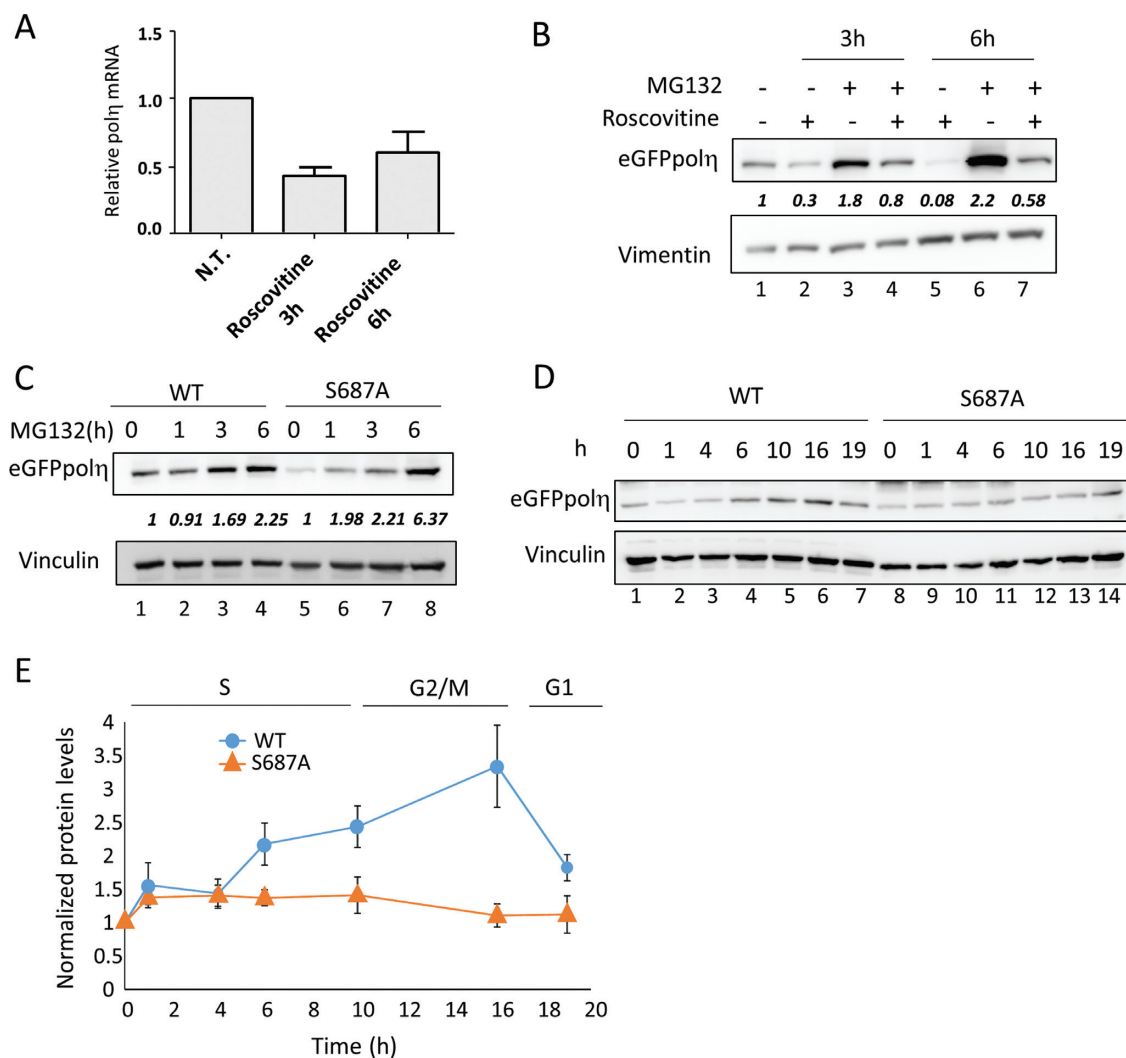 A
Relative polη mRNA
1.5
1.0
0.5
0.0
N.T.
Roscovitine
3h
Roscovitine
6h
B
3h 6h
MG132 - - + + - + +
Roscovitine - + - + + - +
eGFPpolη
1 0.3 1.8 0.8 0.08 2.2 0.58
Vimentin
1 2 3 4 5 6 7
C
WT S687A
MG132(h) 0 1 3 6 0 1 3 6
eGFPpolη
1 0.91 1.69 2.25 1 1.98 2.21 6.37
Vinculin
1 2 3 4 5 6 7 8
D
WT S687A
h 0 1 4 6 10 16 19 0 1 4 6 10 16 19
eGFPpolη
Vinculin
1 2 3 4 5 6 7 8 9 10 11 12 13 14
E
S G2/M G1
Normalized protein levels
4
3.5
3
2.5
2
1.5
1
0.5
0
WT
S687A
0 2 4 6 8 10 12 14 16 18 20
Time (h)